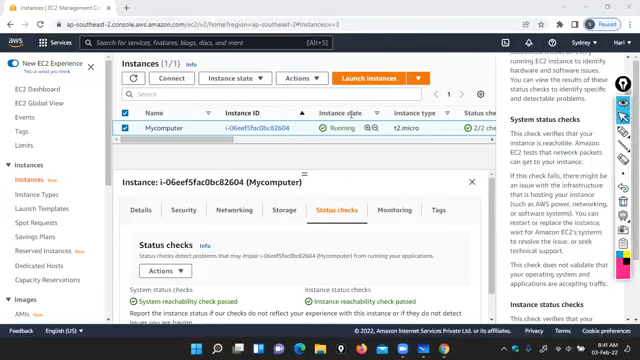 Instances | EC2 Management Co
ap-southeast-2.console.aws.amazon.com/ec2/v2/home?region=ap-southeast-2#Instances:v=3
Paused
aws
Services
Search for services, features, blogs, docs, and more
[Alt+S]
Sydney
Hari
New EC2 Experience
Tell us what you think
EC2 Dashboard
EC2 Global View
Events
Tags
Limits
Instances
Instances New
Instance Types
Launch Templates
Spot Requests
Savings Plans
Reserved Instances New
Dedicated Hosts
Capacity Reservations
Images
AMIs New
Instances (1/1) Info
Connect
Instance state
Actions
Launch instances
Search
1
Name
Instance ID
Instance state
Instance type
Status check
Mycomputer
i-06eef5fac0bc82604
Running
t2.micro
2/2 che
Instance: i-06eef5fac0bc82604 (Mycomputer)
Details
Security
Networking
Storage
Status checks
Monitoring
Tags
Status checks Info
Status checks detect problems that may impair i-06eef5fac0bc82604 (Mycomputer) from running your applications.
Actions
System status checks
System reachability check passed
Instance status checks
Instance reachability check passed
Report the instance status if our checks do not reflect your experience with this instance or if they do not detect
issues you are having.
every running
EC2 instance to identify
hardware and software issues.
You can view the results of
these status checks to identify
specific and detectable
problems.
System status checks
This check verifies that your
instance is reachable. Amazon
EC2 tests that network packets
can get to your instance.
If this check fails, there might be
an issue with the infrastructure
that is hosting your instance
(such as AWS power, networking,
or software systems). You can
restart or replace the instance,
wait for Amazon EC2's systems
to resolve the issue, or seek
technical support.
This check does not validate that
your operating system and
applications are accepting traffic.
Instance status checks
Feedback
English (US)
© 2022, Amazon Internet Services Private Ltd. or its affiliates.
Privacy
Terms
Cookie preferences
8:41 AM
03-Feb-22